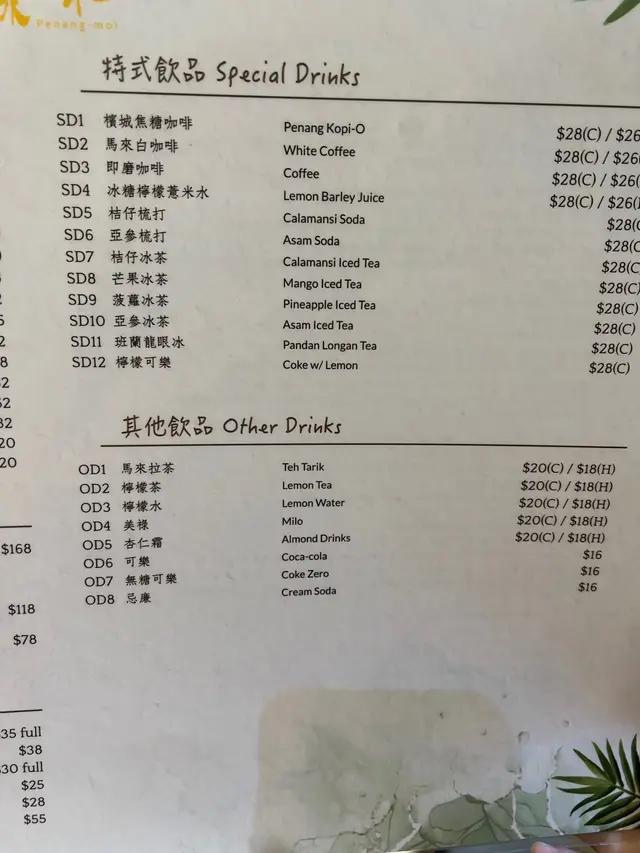 Penang-moi
特式飲品 Special Drinks
SD1 檳城焦糖咖啡 Penang Kopi-O $28(C) / $26
SD2 馬來白咖啡 White Coffee $28(C) / $26(
SD3 即磨咖啡 Coffee $28(C) / $26(
SD4 冰糖檸檬薏米水 Lemon Barley Juice $28(C) / $26(
SD5 桔仔梳打 Calamansi Soda $28(C
SD6 亞參梳打 Asam Soda $28(C
SD7 桔仔冰茶 Calamansi Iced Tea $28(C
SD8 芒果冰茶 Mango Iced Tea $28(C)
SD9 菠蘿冰茶 Pineapple Iced Tea $28(C)
SD10 亞參冰茶 Asam Iced Tea $28(C)
SD11 班蘭龍眼冰 Pandan Longan Tea $28(C)
SD12 檸檬可樂 Coke w/ Lemon $28(C)
其他飲品 Other Drinks
OD1 馬來拉茶 Teh Tarik $20(C) / $18(H)
OD2 檸檬茶 Lemon Tea $20(C) / $18(H)
OD3 檸檬水 Lemon Water $20(C) / $18(H)
OD4 美祿 Milo $20(C) / $18(H)
OD5 杏仁霜 Almond Drinks $20(C) / $18(H)
OD6 可樂 Coca-cola $16
OD7 無糖可樂 Coke Zero $16
OD8 忌廉 Cream Soda $16
$168
$118
$78
35 full
$38
30 full
$25
$28
$55